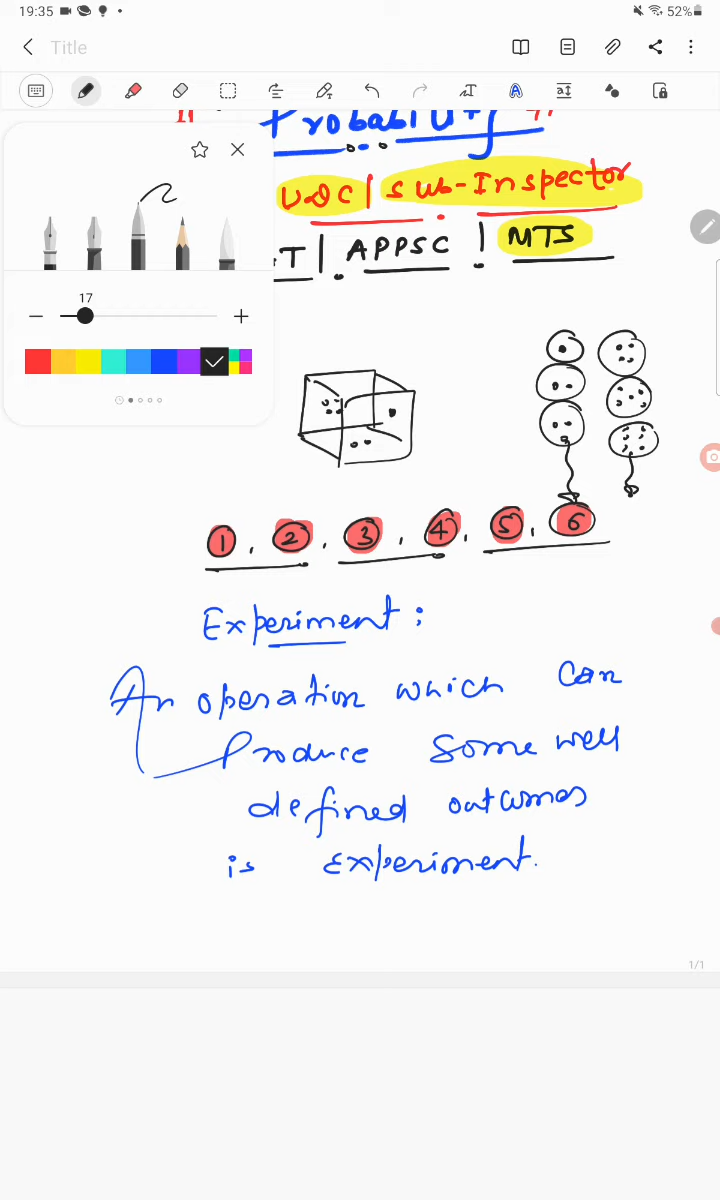 19:35
52%
Title
Probability
UDC | Sub-Inspector
T | APPSC | MTS
17
1, 2, 3, 4, 5, 6
Experiment:
An operation which can
Produce some well
defined outcomes
is Experiment.
1/1